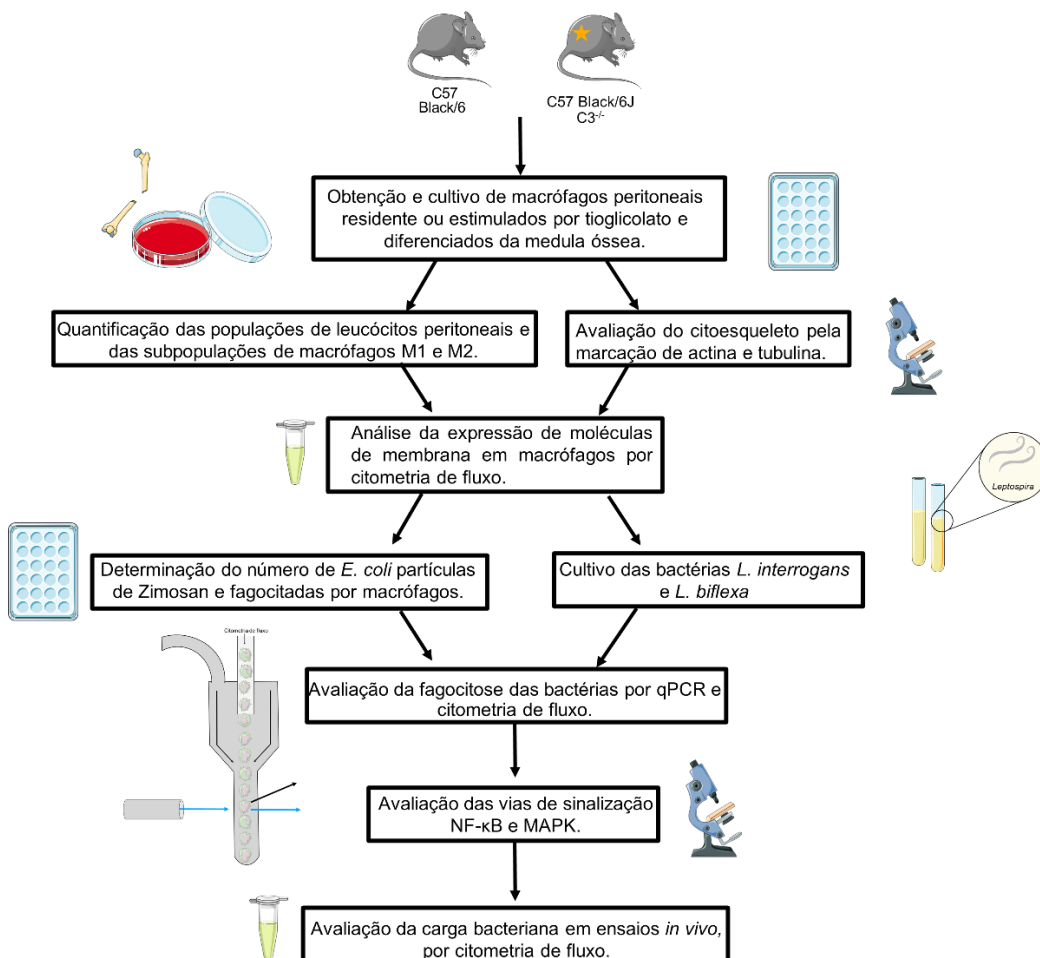 C57
Black/6
C57 Black/6J
C3-/-
Obtenção e cultivo de macrófagos peritoneais
residente ou estimulados por tioglicolato e
diferenciados da medula óssea.
Quantificação das populações de leucócitos peritoneais e
das subpopulações de macrófagos M1 e M2.
Avaliação do citoesqueleto pela
marcação de actina e tubulina.
Análise da expressão de moléculas
de membrana em macrófagos por
citometria de fluxo.
Leptospira
Determinação do número de E. coli partículas
de Zimosan e fagocitadas por macrófagos.
Cultivo das bactérias L. interrogans
e L. biflexa
Citometria de fluxo
Avaliação da fagocitose das bactérias por qPCR e
citometria de fluxo.
Avaliação das vias de sinalização
NF-κB e MAPK.
Avaliação da carga bacteriana em ensaios in vivo,
por citometria de fluxo.